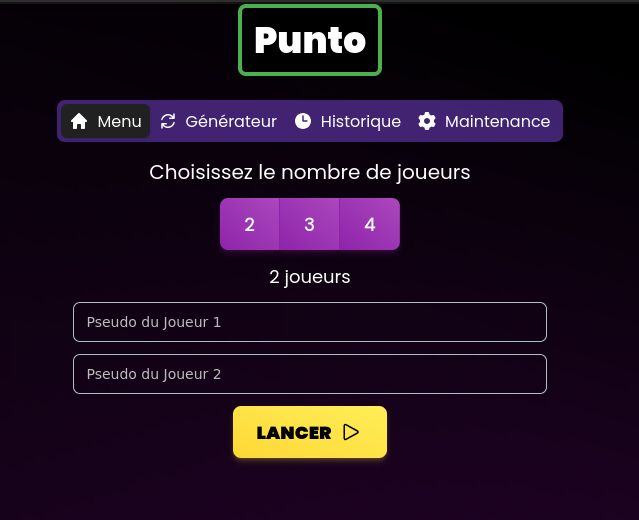 Punto
Menu Générateur Historique Maintenance
Choisissez le nombre de joueurs
2 3 4
2 joueurs
Pseudo du Joueur 1
Pseudo du Joueur 2
LANCER